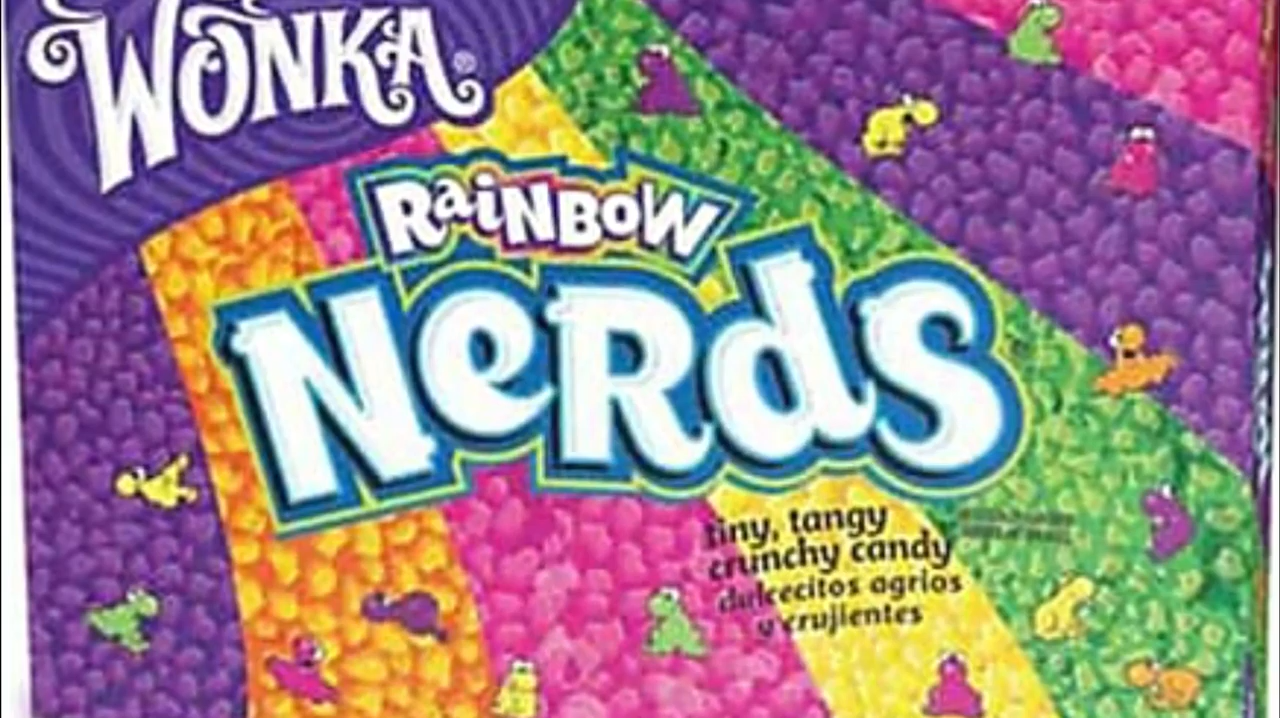 WONKA®
RaiNBoW
NeRdS
tiny, tangy
crunchy candy
dulcecitos agrios
y crujientes